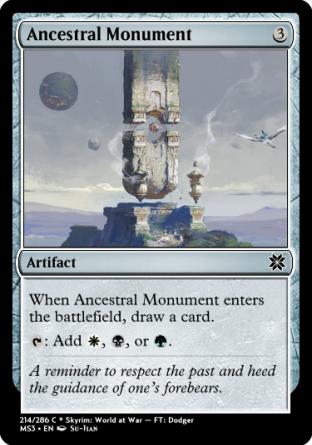 Ancestral Monument 3
Artifact
When Ancestral Monument enters
the battlefield, draw a card.
: Add , , or .
A reminder to respect the past and heed
the guidance of one's forebears.
214/286 C * Skyrim: World at War — FT: Dodger
MS3 • EN Su-Jian